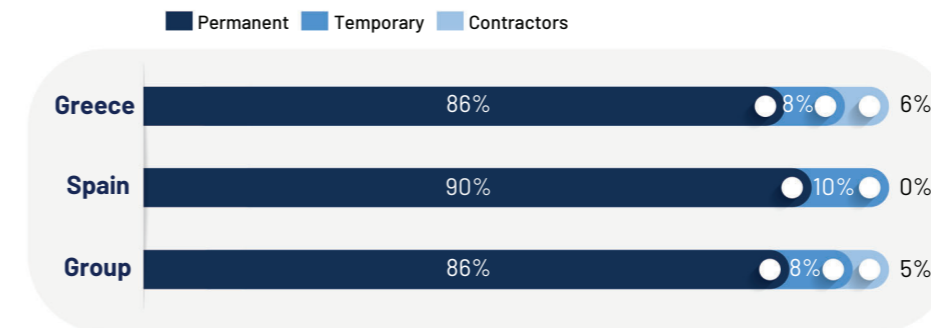 Permanent Temporary Contractors
Greece 86% 8% 6%
Spain 90% 10% 0%
Group 86% 8% 5%